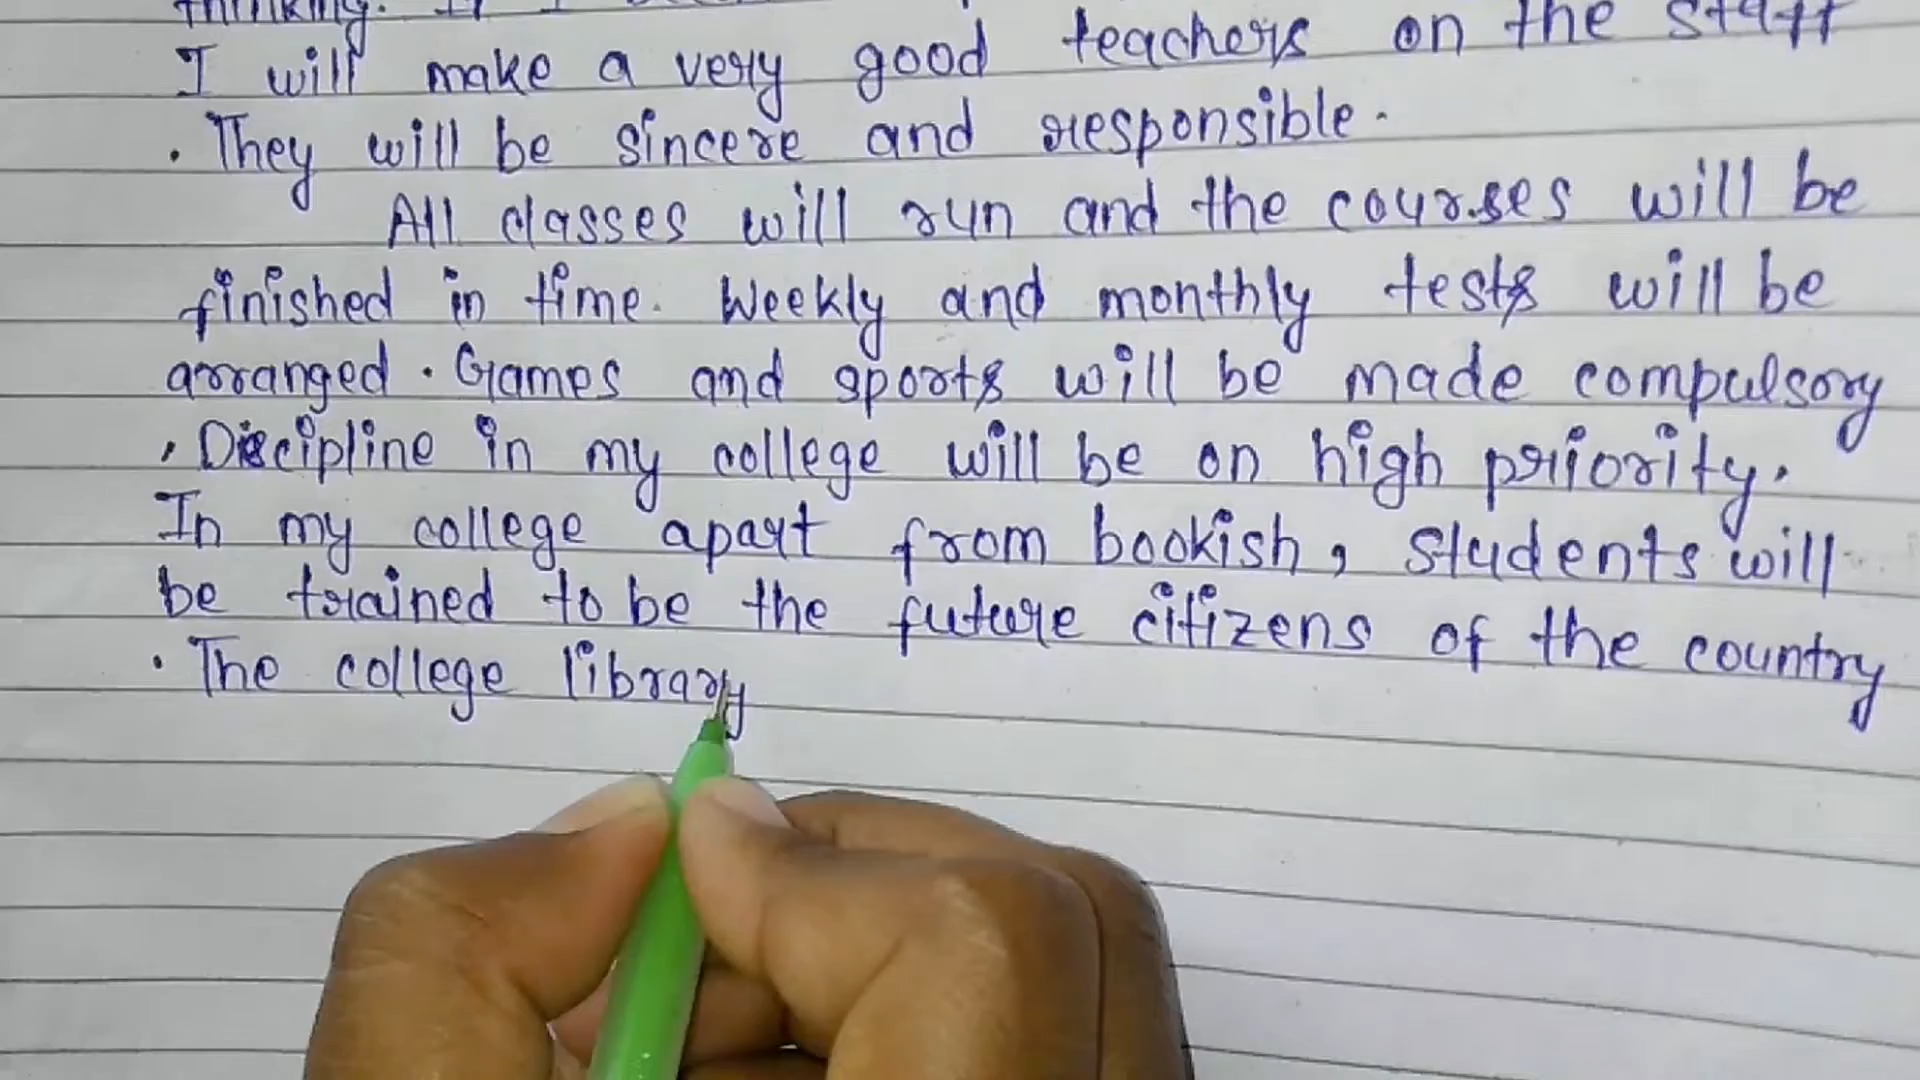 thinking. If I
I will make a very good teachers on the staff
. They will be sincere and responsible.
All classes will run and the courses will be
finished in time. Weekly and monthly tests will be
arranged. Games and sports will be made compulsory
. Discipline in my college will be on high priority.
In my college apart from bookish, students will
be trained to be the future citizens of the country
. The college library